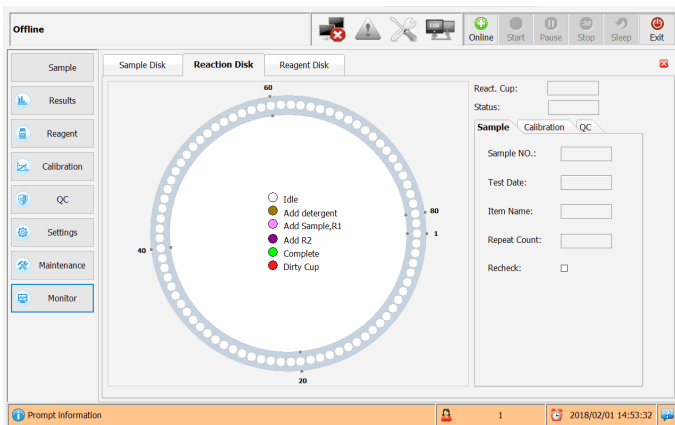 Offline
Online Start Pause Stop Sleep Exit
Sample
Results
Reagent
Calibration
QC
Settings
Maintenance
Monitor
Sample Disk Reaction Disk Reagent Disk
60
80
1
40
20
Idle
Add detergent
Add Sample,R1
Add R2
Complete
Dirty Cup
React. Cup:
Status:
Sample Calibration QC
Sample NO.:
Test Date:
Item Name:
Repeat Count:
Recheck:
Prompt information 1 2018/02/01 14:53:32